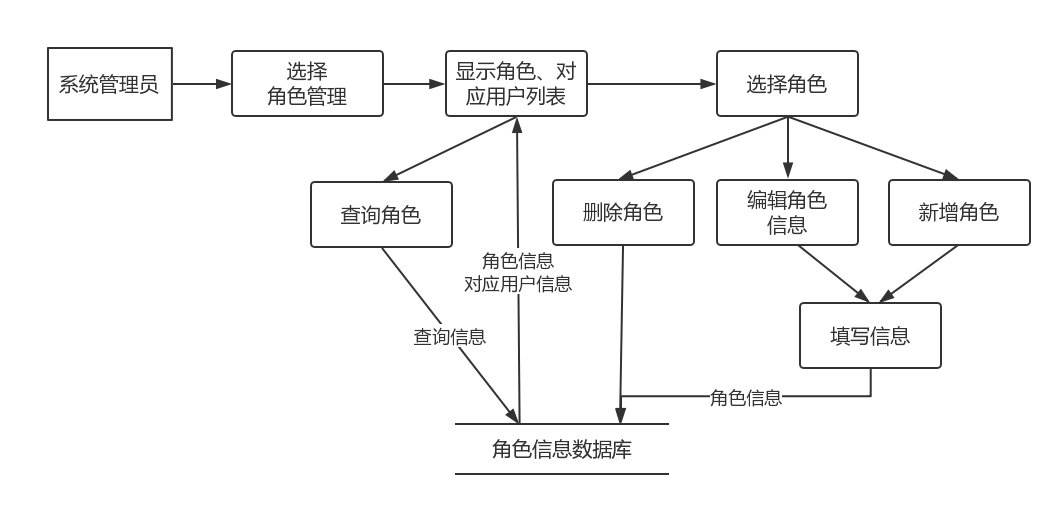 系统管理员
选择
角色管理
显示角色、对
应用户列表
选择角色
查询角色
删除角色
编辑角色
信息
新增角色
角色信息
对应用户信息
查询信息
填写信息
角色信息
角色信息数据库